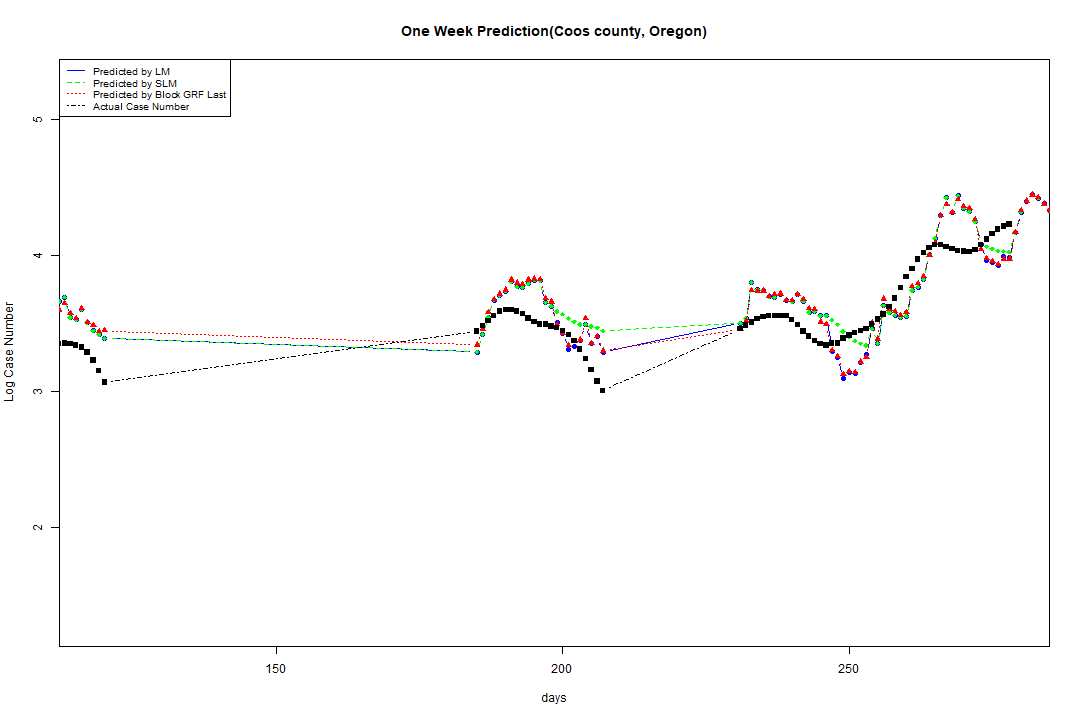 One Week Prediction(Coos county, Oregon)
Predicted by LM
Predicted by SLM
Predicted by Block GRF Last
Actual Case Number
5
4
3
2
Log Case Number
150
200
250
days